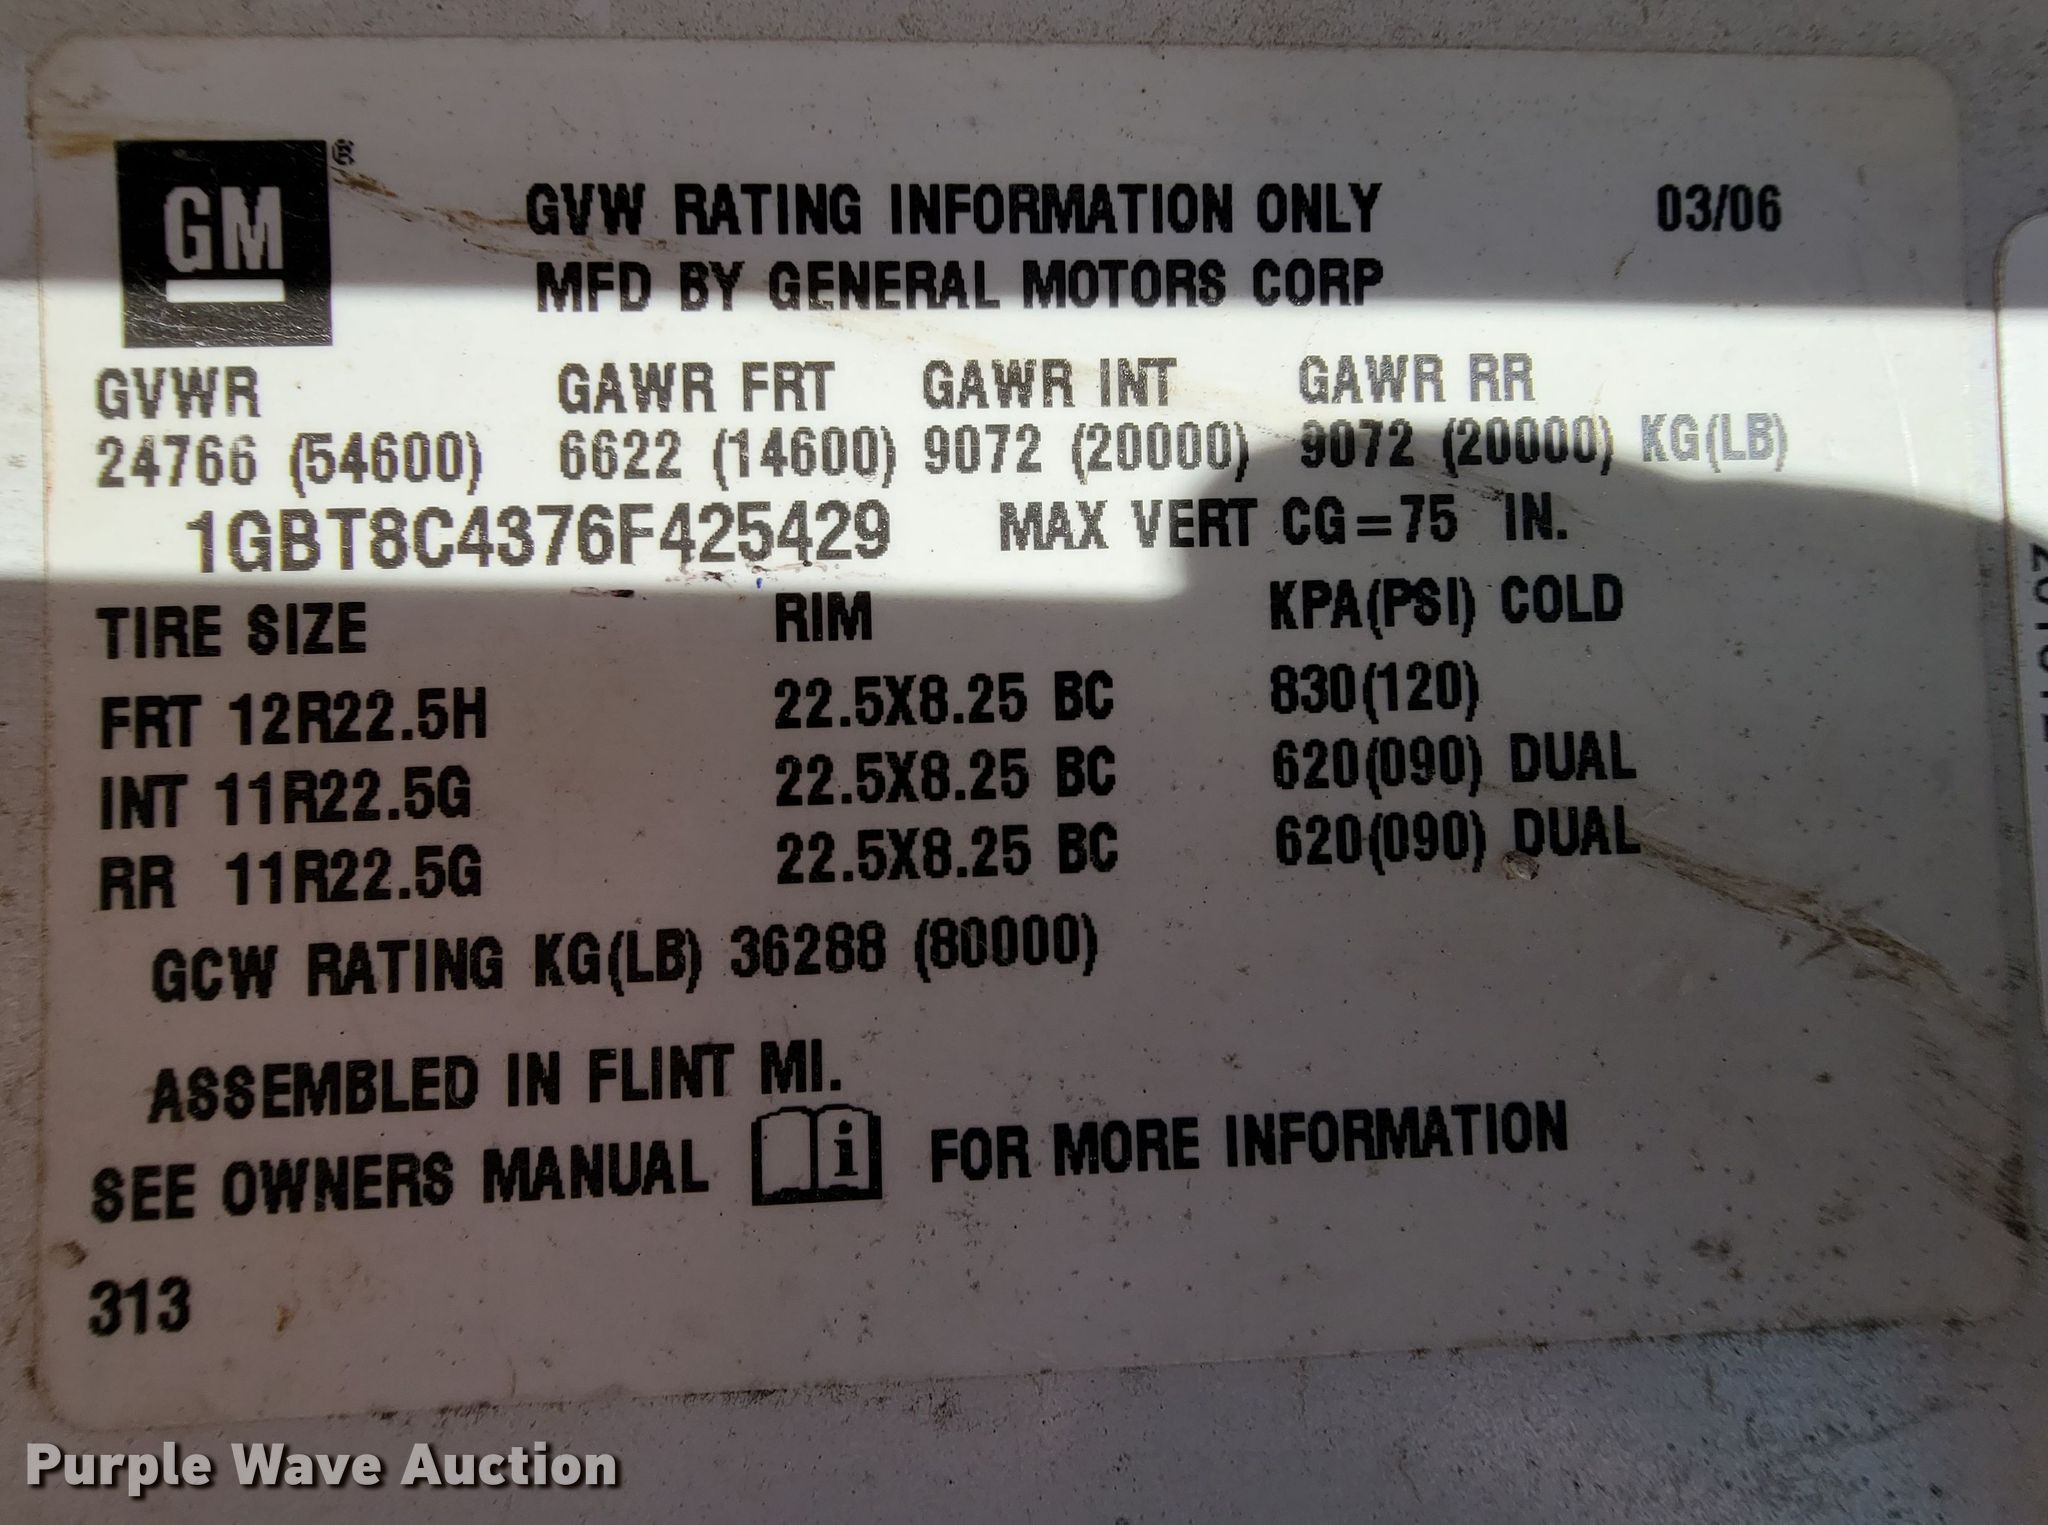 GM®
GVW RATING INFORMATION ONLY 03/06
MFD BY GENERAL MOTORS CORP
GVWR GAWR FRT GAWR INT GAWR RR
24766 (54600) 6622 (14600) 9072 (20000) 9072 (20000) KG(LB)
1GBT8C4376F425429 MAX VERT CG=75 IN.
TIRE SIZE RIM KPA(PSI) COLD
FRT 12R22.5H 22.5X8.25 BC 830(120)
INT 11R22.5G 22.5X8.25 BC 620(090) DUAL
RR 11R22.5G 22.5X8.25 BC 620(090) DUAL
GCW RATING KG(LB) 36288 (80000)
ASSEMBLED IN FLINT MI.
SEE OWNERS MANUAL i FOR MORE INFORMATION
313
Purple Wave Auction